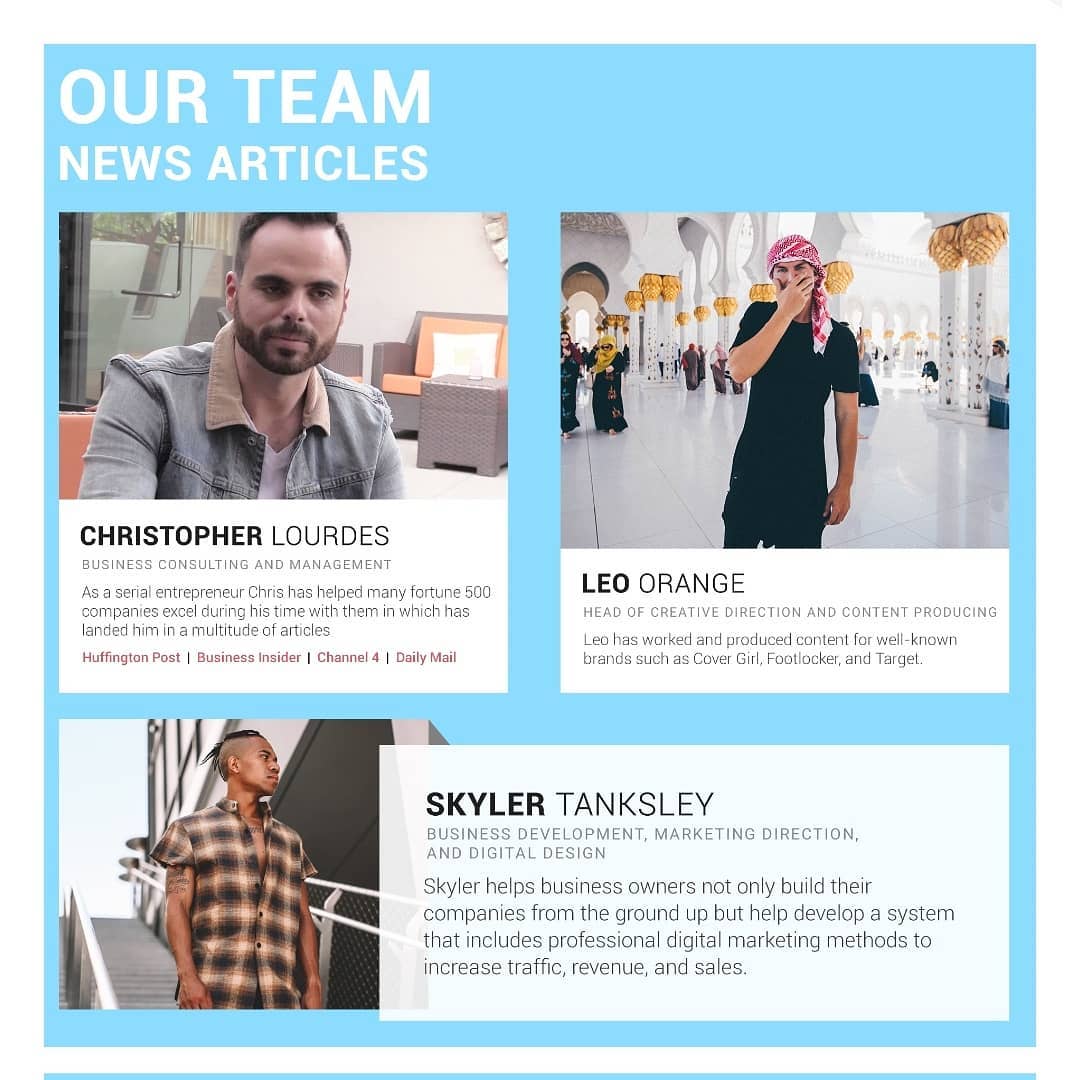 OUR TEAM
NEWS ARTICLES
CHRISTOPHER LOURDES
BUSINESS CONSULTING AND MANAGEMENT
As a serial entrepreneur Chris has helped many fortune 500
companies excel during his time with them in which has
landed him in a multitude of articles
Huffington Post | Business Insider | Channel 4 | Daily Mail
LEO ORANGE
HEAD OF CREATIVE DIRECTION AND CONTENT PRODUCING
Leo has worked and produced content for well-known
brands such as Cover Girl, Footlocker, and Target.
SKYLER TANKSLEY
BUSINESS DEVELOPMENT, MARKETING DIRECTION,
AND DIGITAL DESIGN
Skyler helps business owners not only build their
companies from the ground up but help develop a system
that includes professional digital marketing methods to
increase traffic, revenue, and sales.